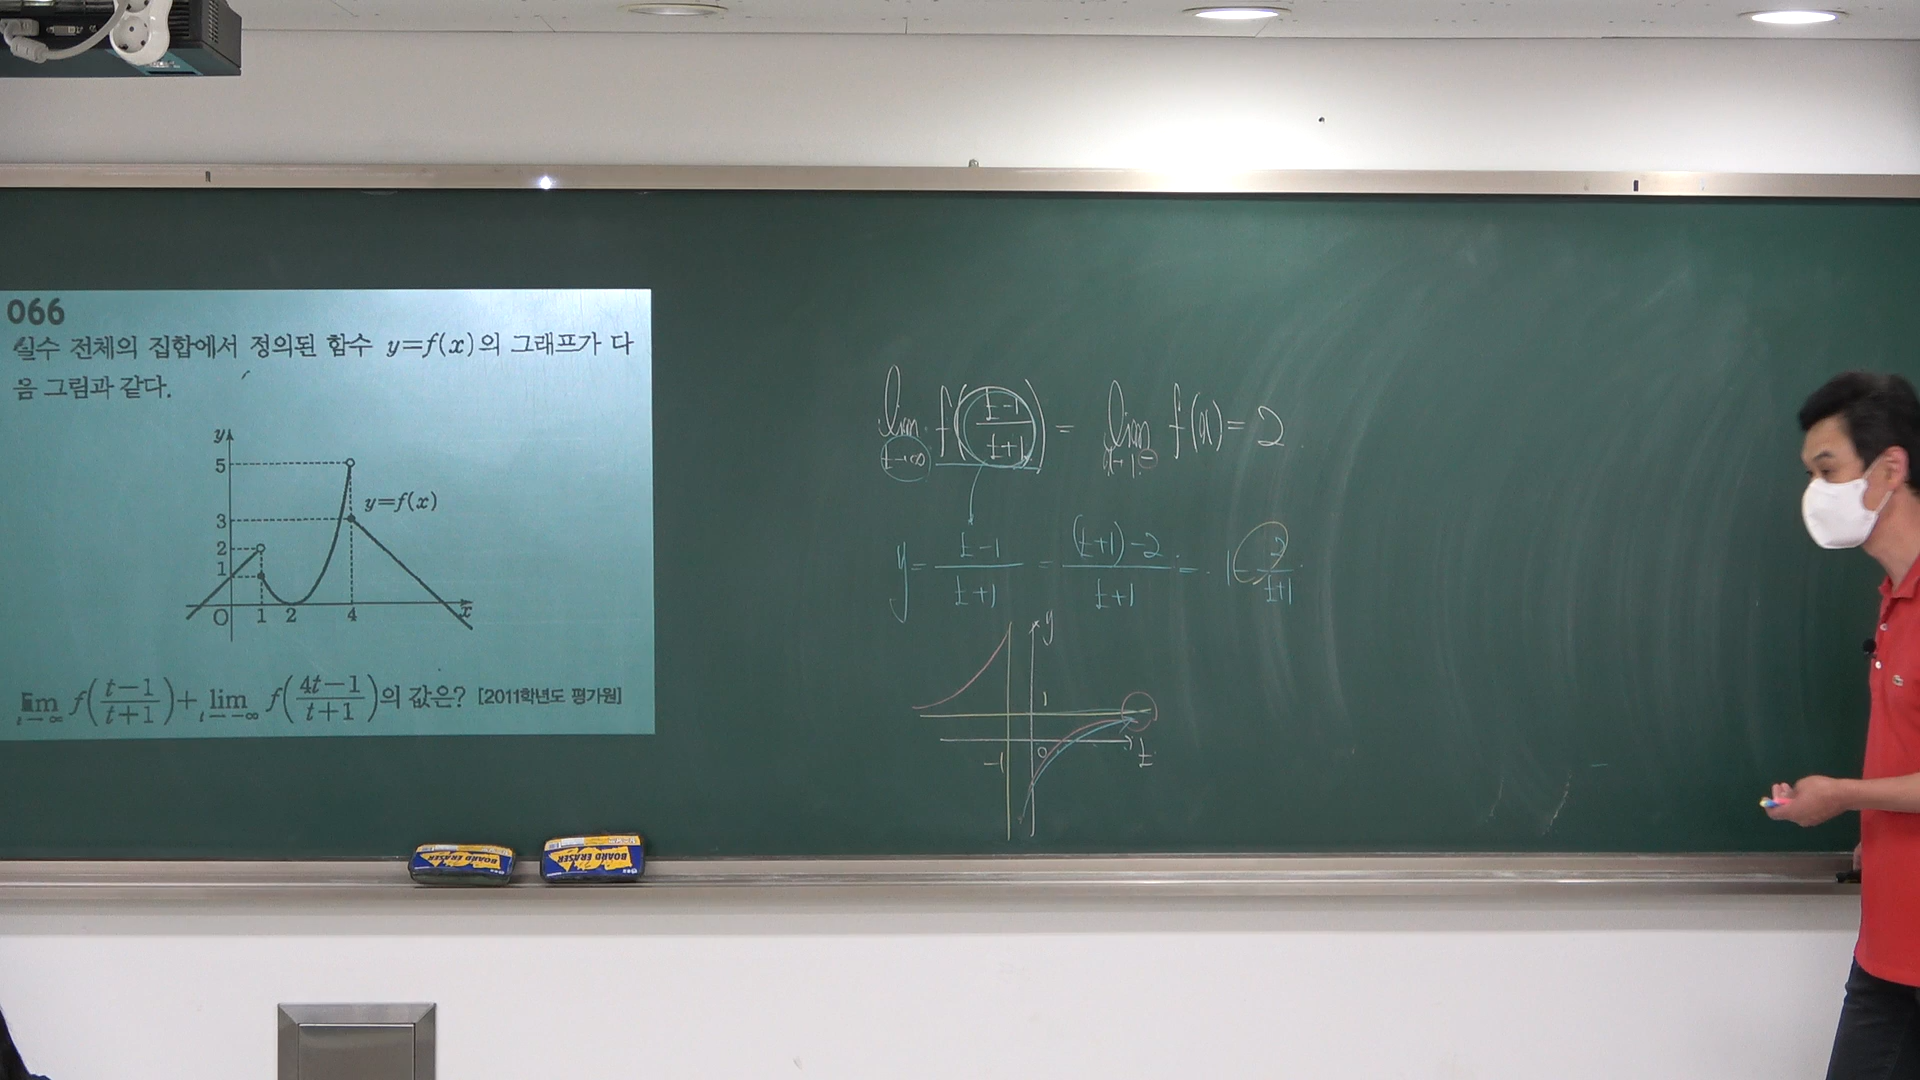 066
실수 전체의 집합에서 정의된 함수 y=f(x)의 그래프가 다
음 그림과 같다.
y
5
y=f(x)
3
2
1
O 1 2 4 x
lim t→∞ f((t-1)/(t+1)) + lim t→-∞ f((4t-1)/(t+1))의 값은? [2011학년도 평가원]
lim t→∞ f((t-1)/(t+1)) = lim x→1- f(x) = 2
y = (t-1)/(t+1) = ((t+1)-2)/(t+1) = 1 - 2/(t+1)
y
1
-1 0 t
BOARD ERASER
BOARD ERASER